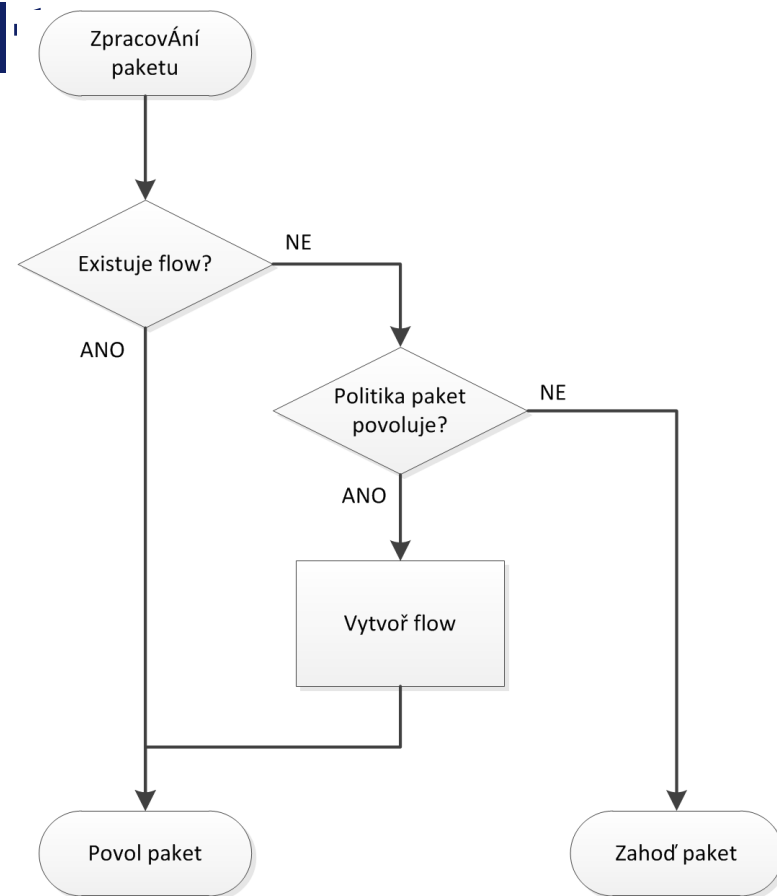 ZpracovÁní
paketu
Existuje flow?
NE
ANO
Politika paket
povoluje?
NE
ANO
Vytvoř flow
Povol paket
Zahoď paket